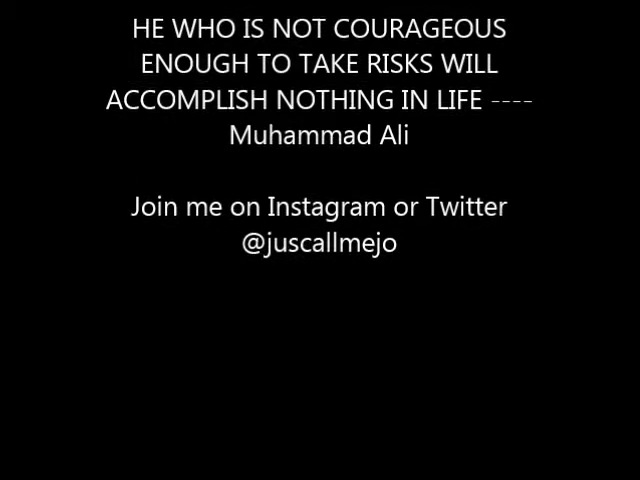 HE WHO IS NOT COURAGEOUS
ENOUGH TO TAKE RISKS WILL
ACCOMPLISH NOTHING IN LIFE ----
Muhammad Ali
Join me on Instagram or Twitter
@juscallmejo